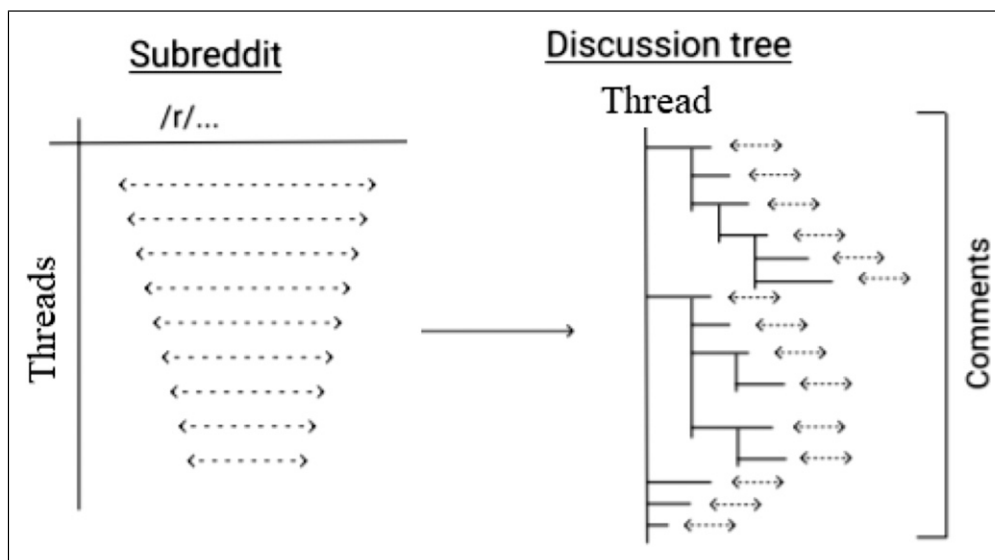 Subreddit
/r/...
Threads
Discussion tree
Thread
Comments